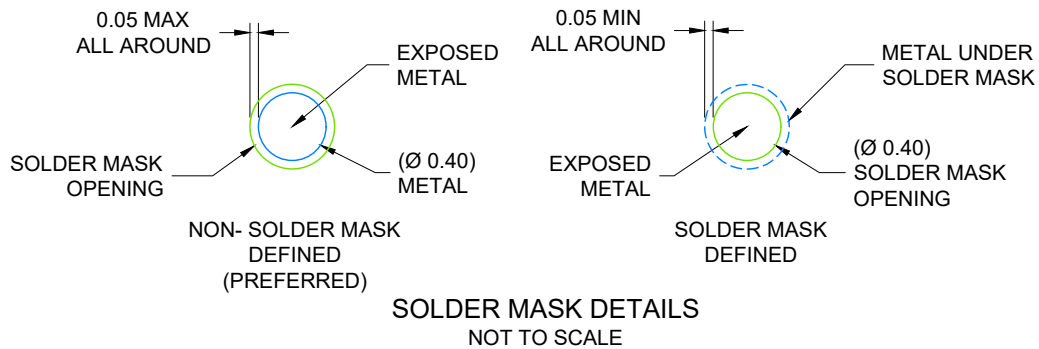 0.05 MAX
ALL AROUND
EXPOSED
METAL
SOLDER MASK
OPENING
(Ø 0.40)
METAL
NON- SOLDER MASK
DEFINED
(PREFERRED)
0.05 MIN
ALL AROUND
METAL UNDER
SOLDER MASK
EXPOSED
METAL
(Ø 0.40)
SOLDER MASK
OPENING
SOLDER MASK
DEFINED
SOLDER MASK DETAILS
NOT TO SCALE